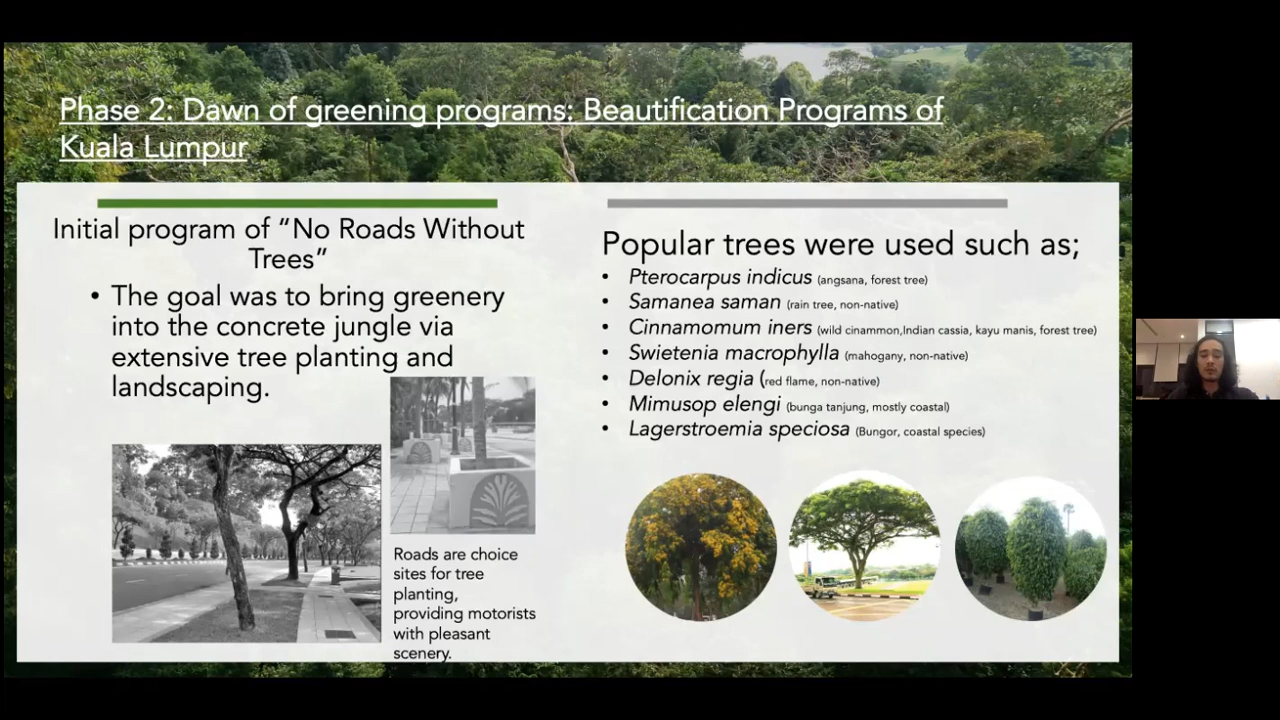 Phase 2: Dawn of greening programs: Beautification Programs of
Kuala Lumpur
Initial program of “No Roads Without
Trees”
• The goal was to bring greenery
into the concrete jungle via
extensive tree planting and
landscaping.
Roads are choice
sites for tree
planting,
providing motorists
with pleasant
scenery.
Popular trees were used such as;
• Pterocarpus indicus (angsana, forest tree)
• Samanea saman (rain tree, non-native)
• Cinnamomum iners (wild cinammon,Indian cassia, kayu manis, forest tree)
• Swietenia macrophylla (mahogany, non-native)
• Delonix regia (red flame, non-native)
• Mimusop elengi (bunga tanjung, mostly coastal)
• Lagerstroemia speciosa (Bungor, coastal species)